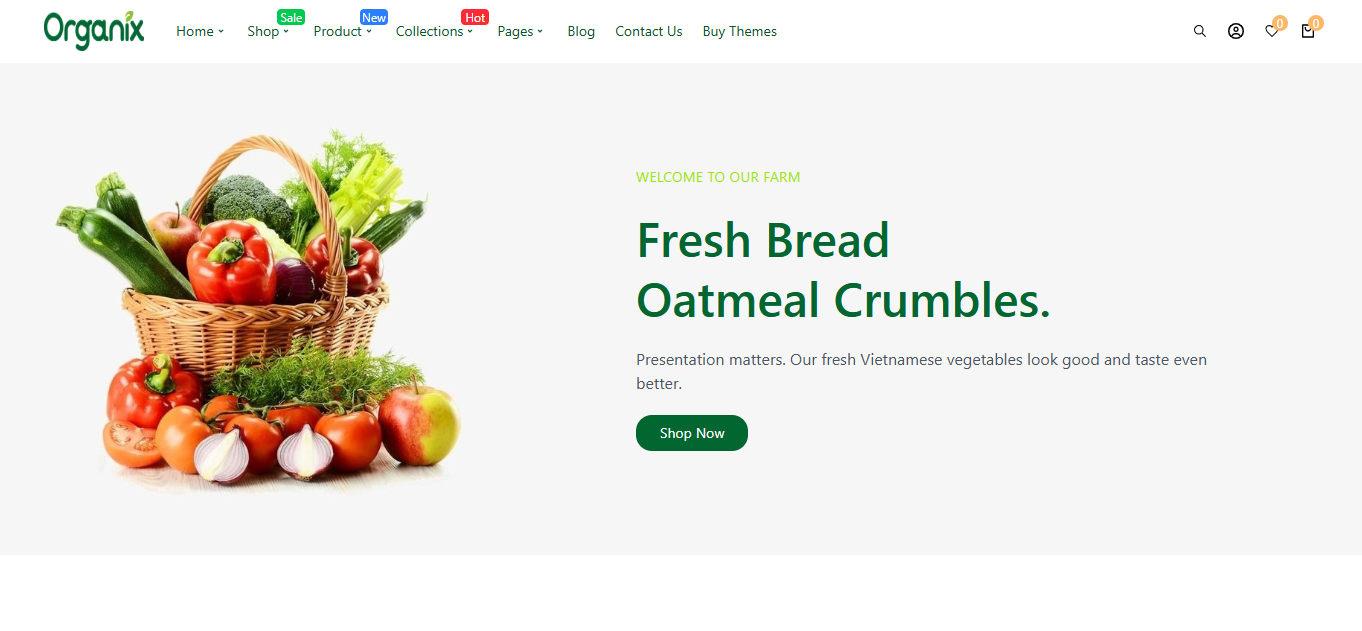 Organix
Home
Shop
Sale
Product
New
Collections
Hot
Pages
Blog
Contact Us
Buy Themes
0
0
WELCOME TO OUR FARM
Fresh Bread
Oatmeal Crumbles.
Presentation matters. Our fresh Vietnamese vegetables look good and taste even
better.
Shop Now